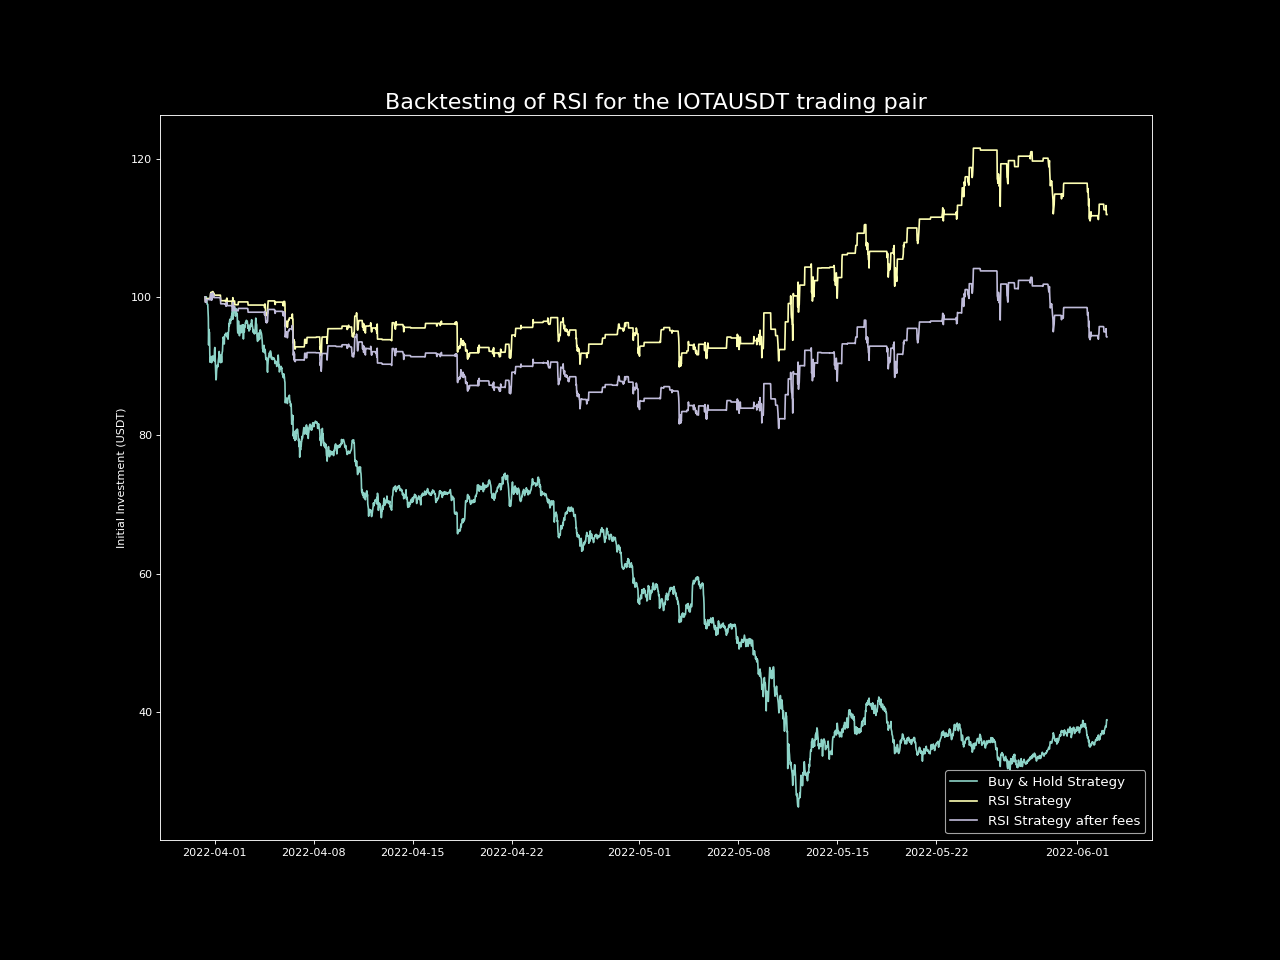 Backtesting of RSI for the IOTAUSDT trading pair
120
100
80
60
40
Initial Investment (USDT)
2022-04-01
2022-04-08
2022-04-15
2022-04-22
2022-05-01
2022-05-08
2022-05-15
2022-05-22
2022-06-01
Buy & Hold Strategy
RSI Strategy
RSI Strategy after fees